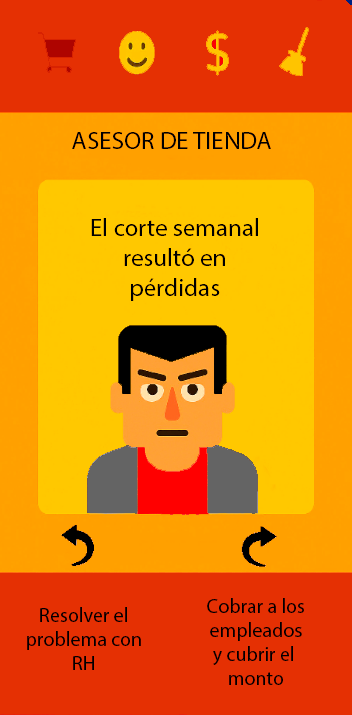 $
ASESOR DE TIENDA
El corte semanal
resultó en
pérdidas
Resolver el
problema con
RH
Cobrar a los
empleados
y cubrir el
monto